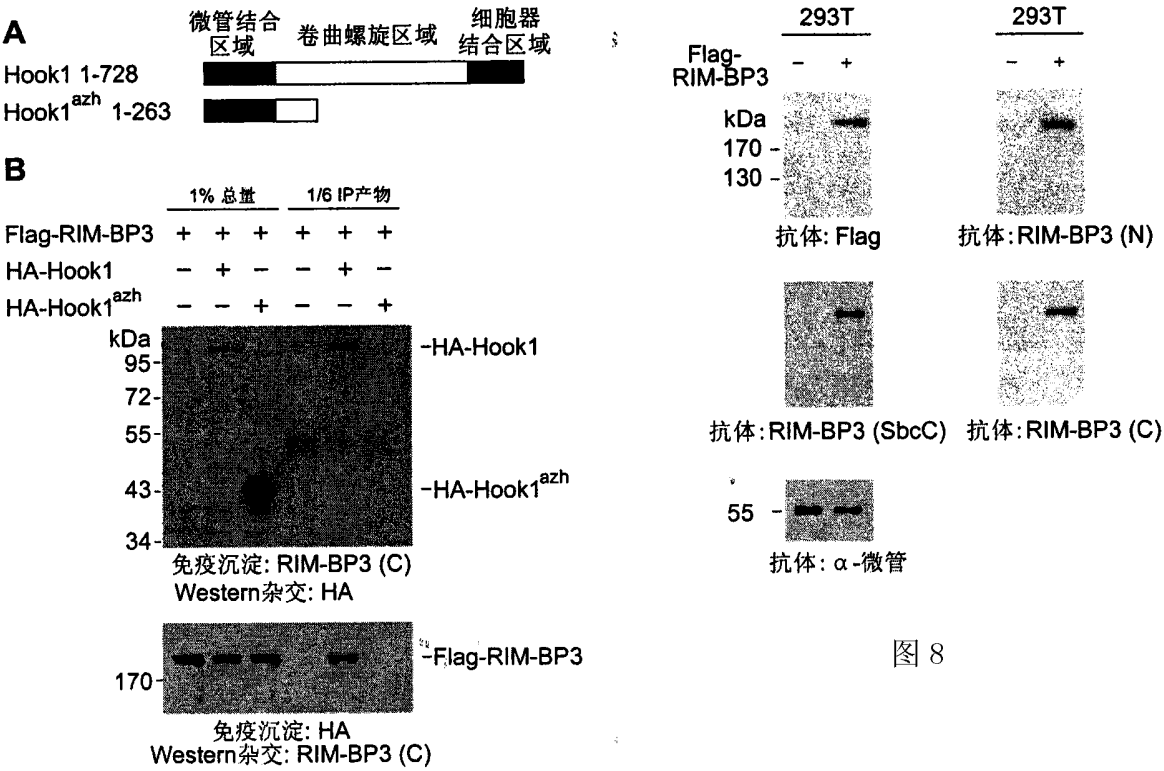 A
微管结合
区域
卷曲螺旋区域
细胞器
结合区域
Hook1 1-728
Hook1azh 1-263
B
1% 总量
1/6 IP产物
Flag-RIM-BP3 + + + + + +
HA-Hook1 − + − − + −
HA-Hook1azh − − + − − +
kDa
95-
72-
55-
43-
34-
-HA-Hook1
-HA-Hook1azh
免疫沉淀: RIM-BP3 (C)
Western杂交: HA
170-
-Flag-RIM-BP3
免疫沉淀: HA
Western杂交: RIM-BP3 (C)
293T
293T
Flag-
RIM-BP3
− +
− +
kDa
170 -
130 -
抗体: Flag
抗体: RIM-BP3 (N)
抗体: RIM-BP3 (SbcC)
抗体: RIM-BP3 (C)
55 -
抗体: α-微管
图 8